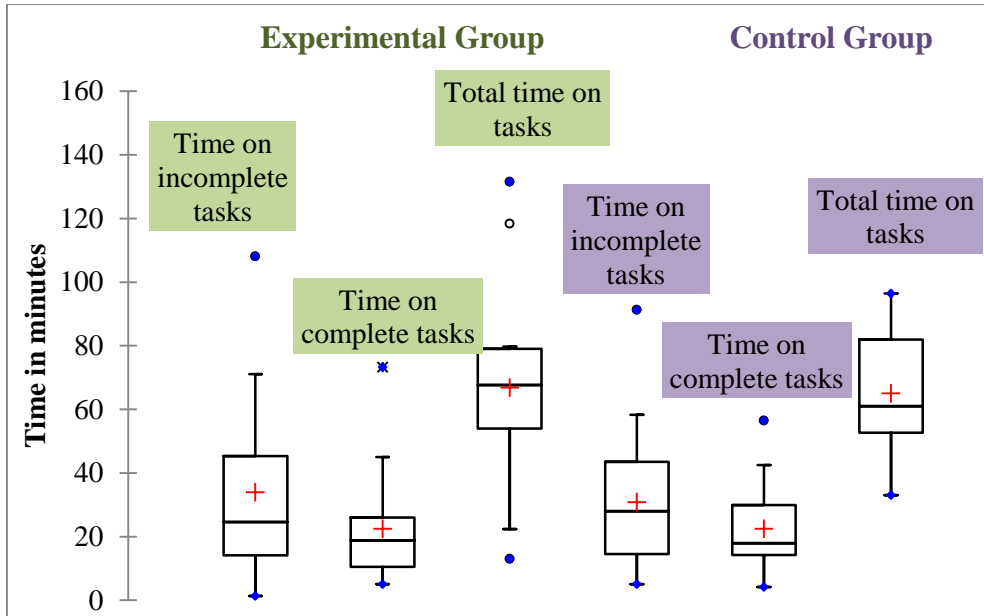 Experimental Group
Control Group
Time in minutes
160
140
120
100
80
60
40
20
0
Time on
incomplete
tasks
Time on
complete tasks
Total time on
tasks
Time on
incomplete
tasks
Time on
complete tasks
Total time on
tasks